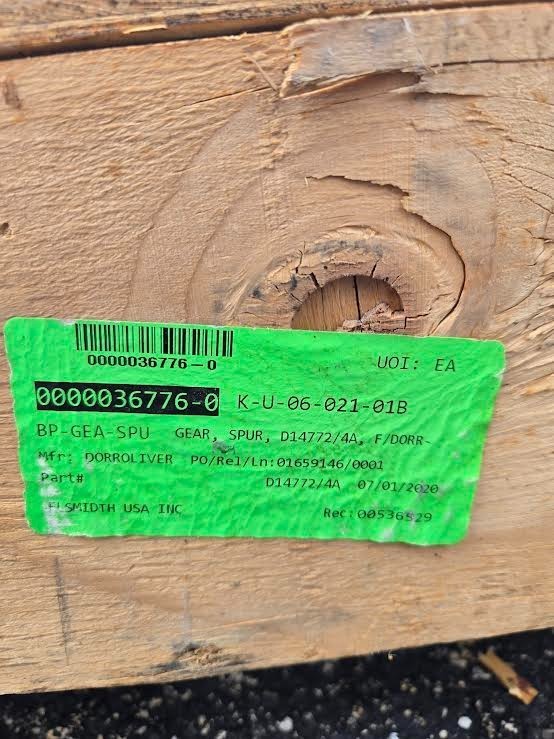 0000036776-0
UOI: EA
0000036776-0 K-U-06-021-01B
BP-GEA-SPU GEAR, SPUR, D14772/4A, F/DORR-
Mfr: DORROLIVER PO/Rel/Ln:01659146/0001
Part# D14772/4A 07/01/2020
FLSMIDTH USA INC Rec:00536529